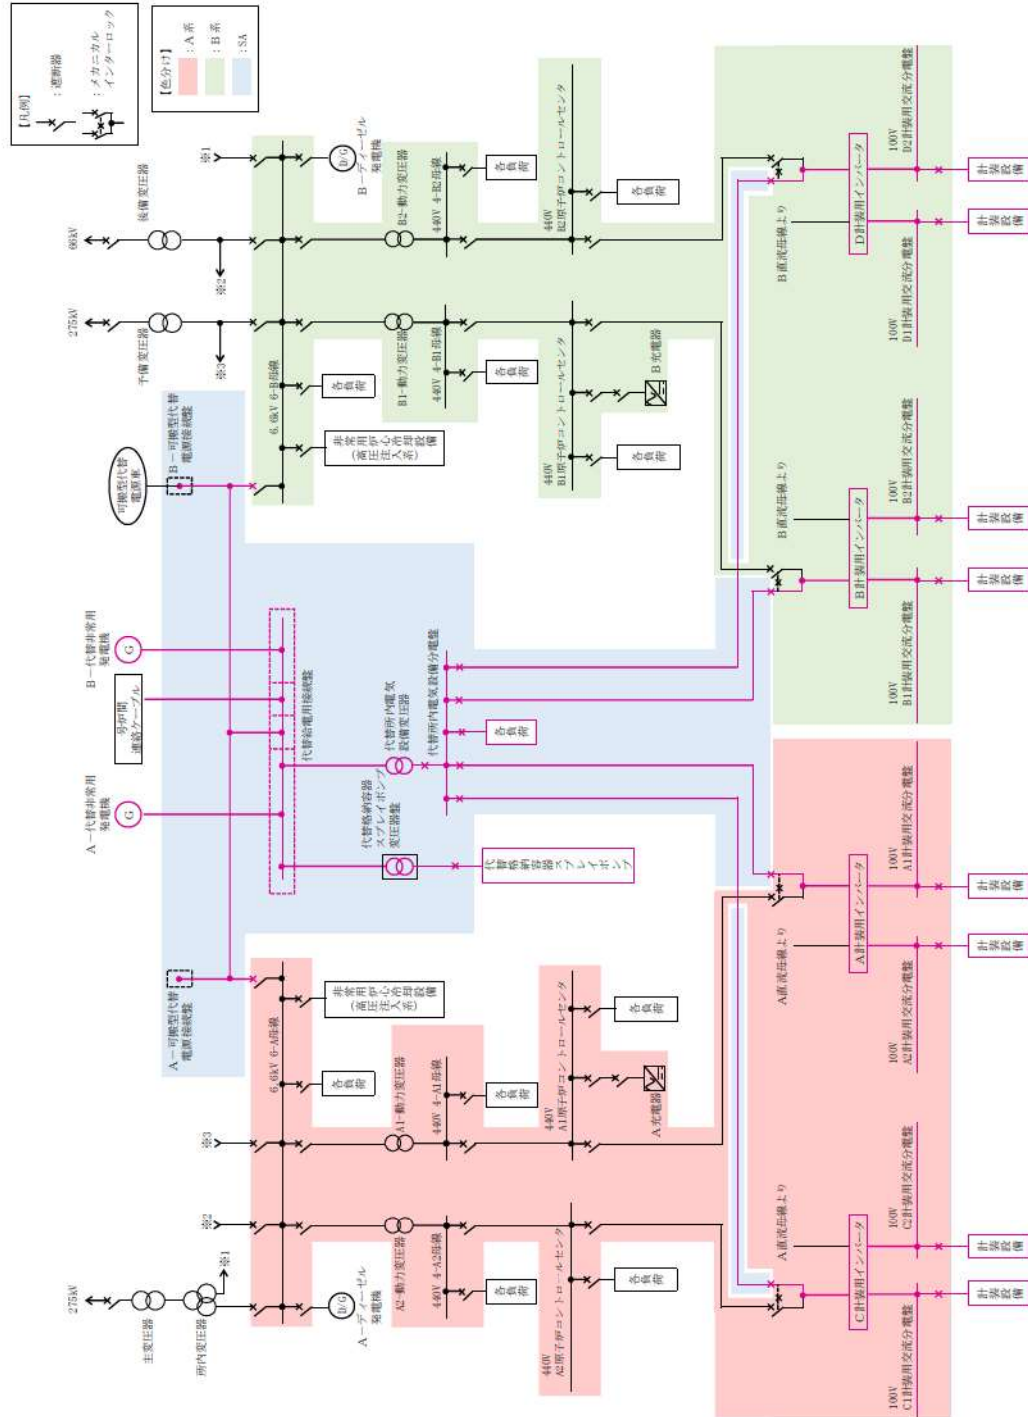 【凡例】
：遮断器
：メカニカル
インターロック
【色分け】
：A系
：B系
：SA
275kV
主変圧器
所内変圧器
※1
※2
※3
A－可搬型代替
電源接続盤
A－代替非常用
発電機
G
号炉間
連絡ケーブル
B－代替非常用
発電機
G
可搬型代替
電源車
B－可搬型代替
電源接続盤
275kV
予備変圧器
※3
66kV
後備変圧器
※2
※1
6.6kV 6-A母線
D/G
A－ディーゼル
発電機
各負荷
非常用炉心冷却設備
（高圧注入系）
代替給電用接続盤
6.6kV 6-B母線
非常用炉心冷却設備
（高圧注入系）
各負荷
D/G
B－ディーゼル
発電機
A2-動力変圧器
A1-動力変圧器
代替格納容器
スプレイポンプ
変圧器盤
代替所内電気
設備変圧器
B1-動力変圧器
B2-動力変圧器
440V 4-A2母線
各負荷
440V 4-A1母線
各負荷
代替格納容器スプレイポンプ
代替所内電気設備分電盤
各負荷
440V 4-B1母線
各負荷
440V 4-B2母線
各負荷
440V
A2原子炉コントロールセンタ
各負荷
440V
A1原子炉コントロールセンタ
A充電器
各負荷
440V
B1原子炉コントロールセンタ
各負荷
B充電器
440V
B2原子炉コントロールセンタ
各負荷
A直流母線より
A直流母線より
B直流母線より
B直流母線より
C計装用インバータ
A計装用インバータ
B計装用インバータ
D計装用インバータ
100V
C1計装用交流分電盤
100V
C2計装用交流分電盤
100V
A2計装用交流分電盤
100V
A1計装用交流分電盤
100V
B1計装用交流分電盤
100V
B2計装用交流分電盤
100V
D1計装用交流分電盤
100V
D2計装用交流分電盤
計装設備
計装設備
計装設備
計装設備
計装設備
計装設備
計装設備
計装設備